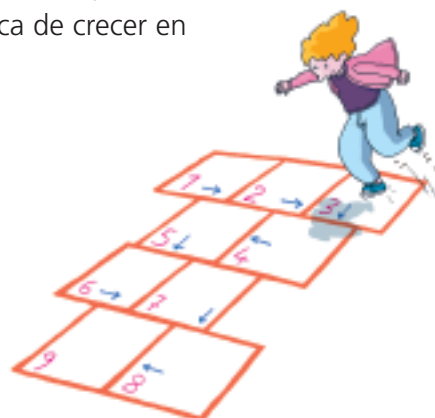 ca de crecer en
1 → 2 → 3 ↓
5 ↓ 4 ←
6 → 7 ↓
9 8 ←